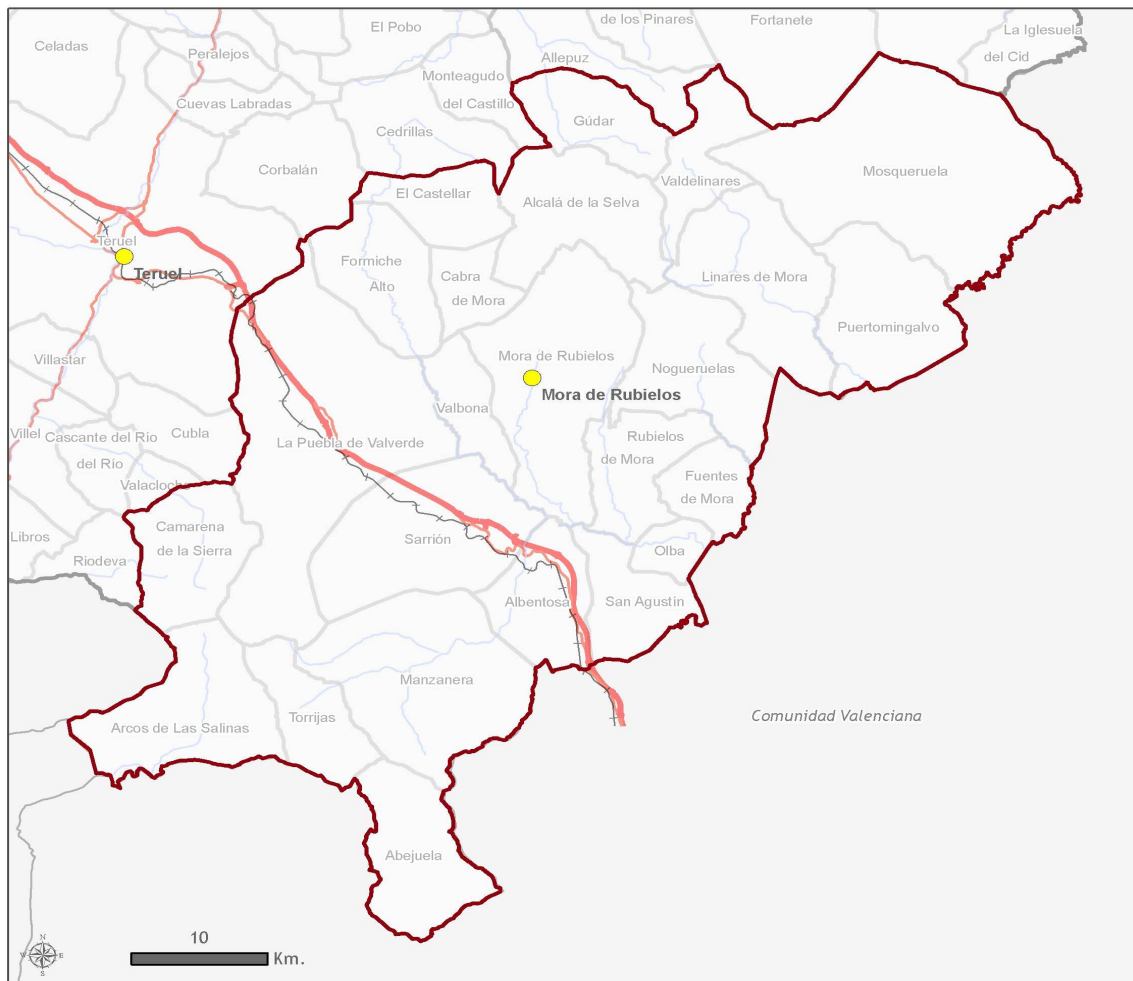 de los Pinares
Fortanete
La Iglesuela
del Cid
El Pobo
Celadas
Peralejos
Allepuz
Monteagudo
del Castillo
Cuevas Labradas
Gúdar
Cedrillas
Corbalán
Mosqueruela
Valdelinares
El Castellar
Alcalá de la Selva
Teruel
Teruel
Formiche
Alto
Cabra
de Mora
Linares de Mora
Puertomingalvo
Villastar
Mora de Rubielos
Nogueruelas
Mora de Rubielos
Valbona
Villel
Cascante del Río
del Río
Cubla
La Puebla de Valverde
Rubielos
de Mora
Fuentes
de Mora
Valacloche
Camarena
de la Sierra
Libros
Sarrión
Olba
Riodeva
Albentosa
San Agustín
Manzanera
Arcos de Las Salinas
Torrijas
Comunidad Valenciana
Abejuela
N
W E
S
10
Km.